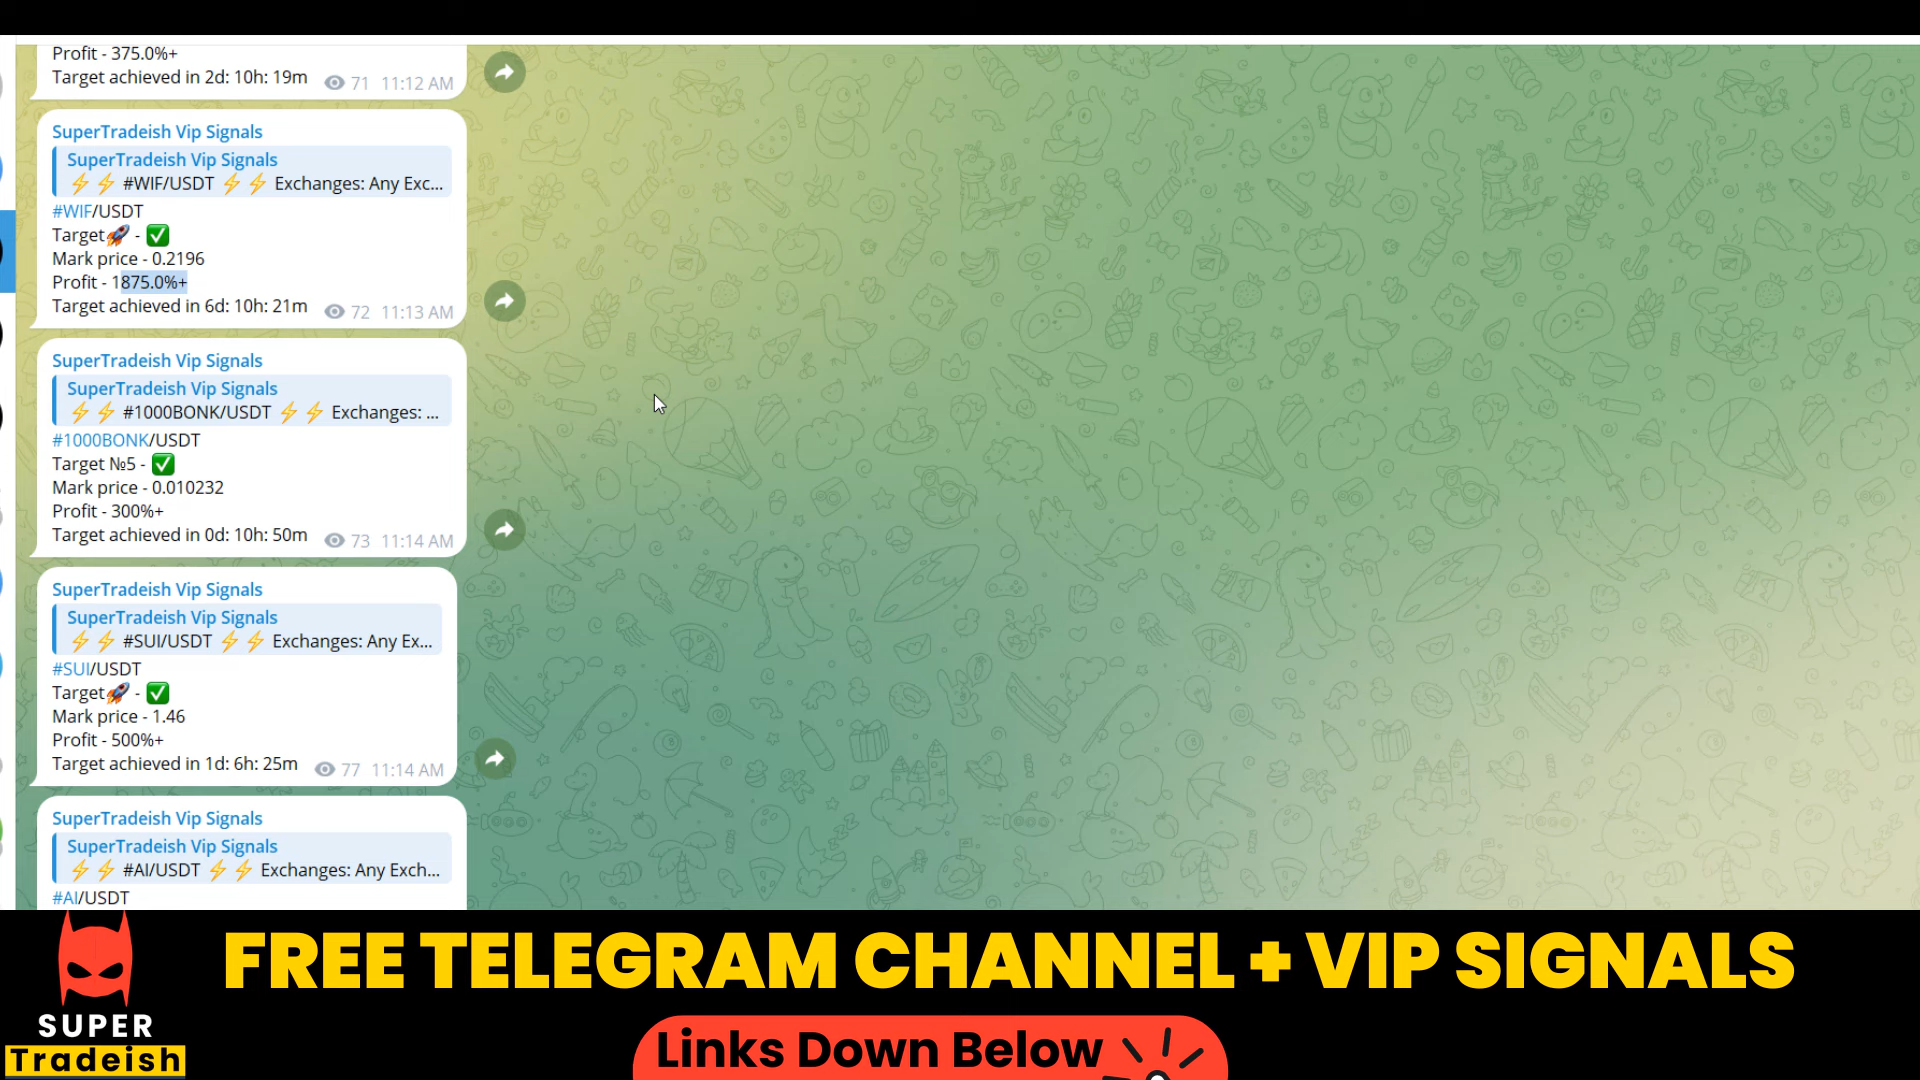 Profit - 375.0%+
Target achieved in 2d: 10h: 19m 71 11:12 AM
SuperTradeish Vip Signals
SuperTradeish Vip Signals
⚡⚡ #WIF/USDT ⚡⚡ Exchanges: Any Exc...
#WIF/USDT
Target🚀 - ✅
Mark price - 0.2196
Profit - 1875.0%+
Target achieved in 6d: 10h: 21m 72 11:13 AM
SuperTradeish Vip Signals
SuperTradeish Vip Signals
⚡⚡ #1000BONK/USDT ⚡⚡ Exchanges: ...
#1000BONK/USDT
Target №5 - ✅
Mark price - 0.010232
Profit - 300%+
Target achieved in 0d: 10h: 50m 73 11:14 AM
SuperTradeish Vip Signals
SuperTradeish Vip Signals
⚡⚡ #SUI/USDT ⚡⚡ Exchanges: Any Ex...
#SUI/USDT
Target🚀 - ✅
Mark price - 1.46
Profit - 500%+
Target achieved in 1d: 6h: 25m 77 11:14 AM
SuperTradeish Vip Signals
SuperTradeish Vip Signals
⚡⚡ #AI/USDT ⚡⚡ Exchanges: Any Exch...
#AI/USDT
FREE TELEGRAM CHANNEL + VIP SIGNALS
SUPER
Tradeish
Links Down Below